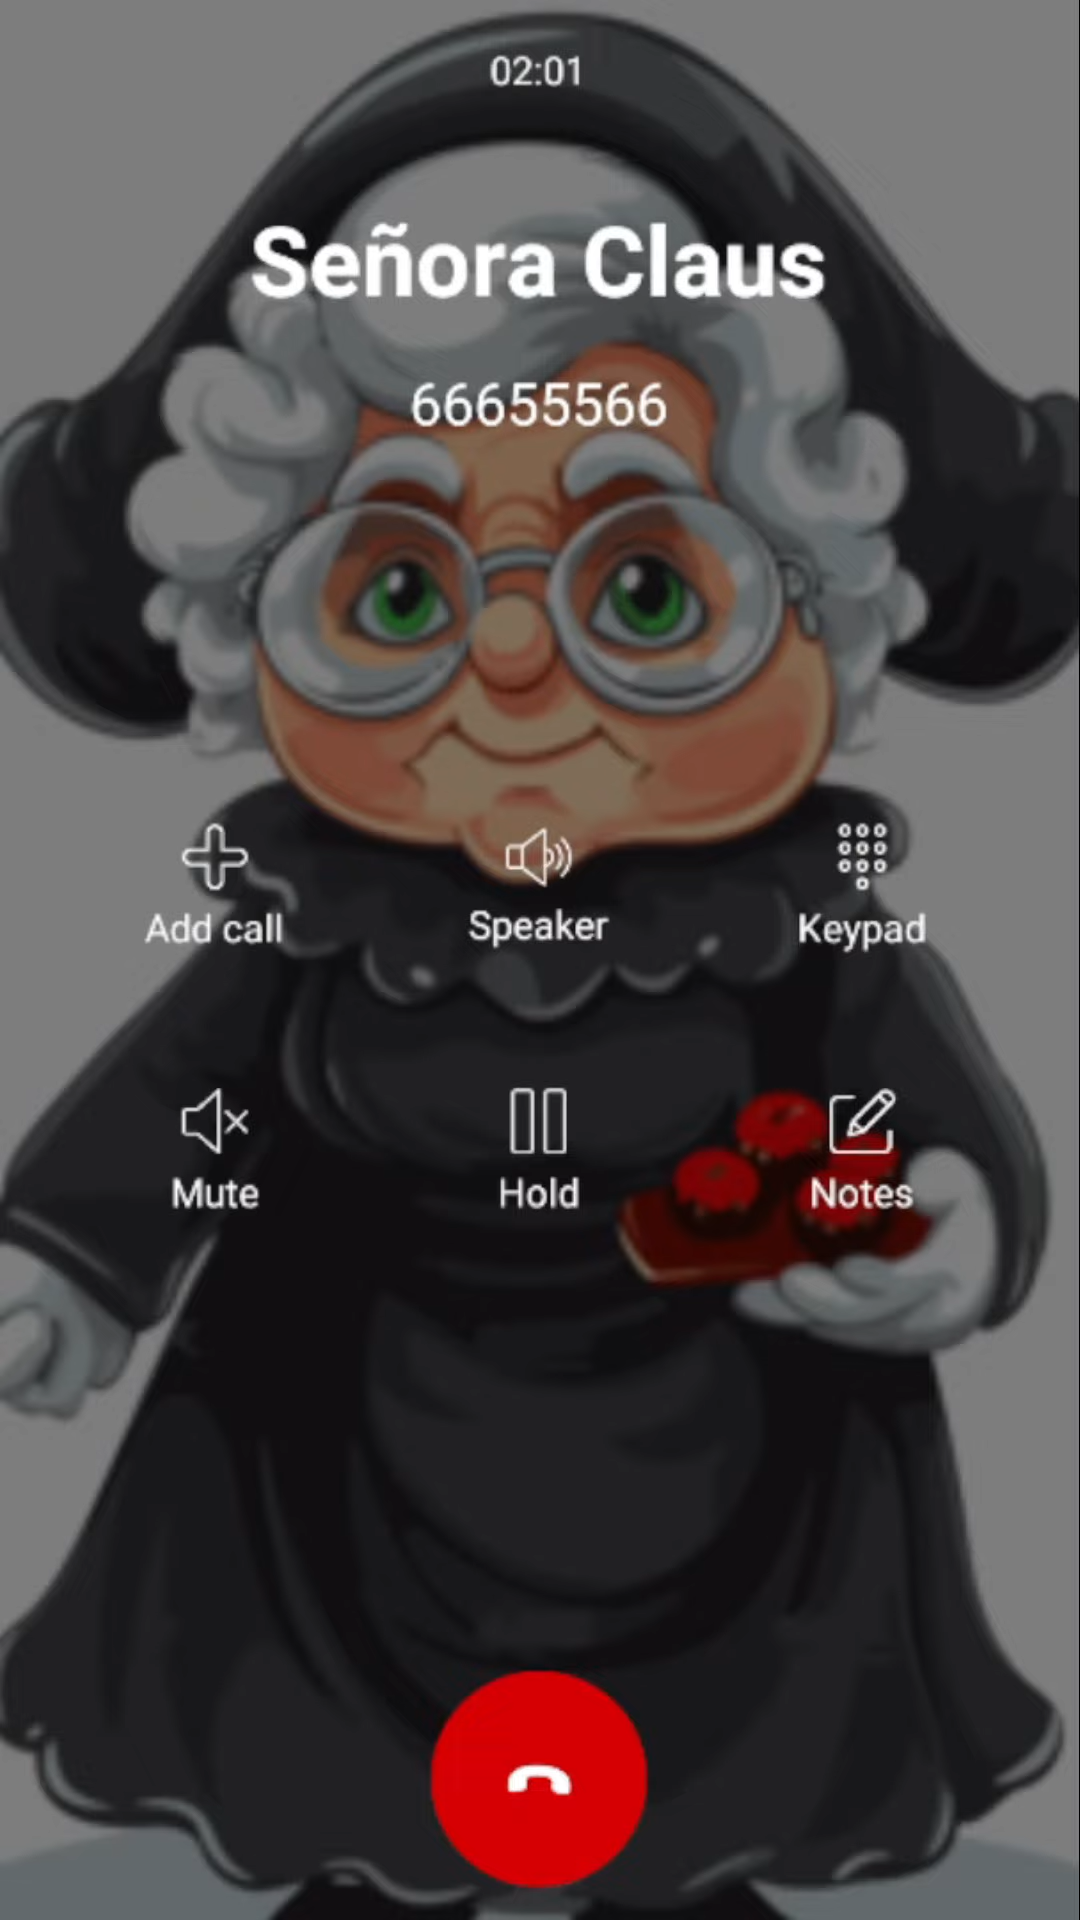 02:01
Señora Claus
66655566
Add call
Speaker
Keypad
Mute
Hold
Notes